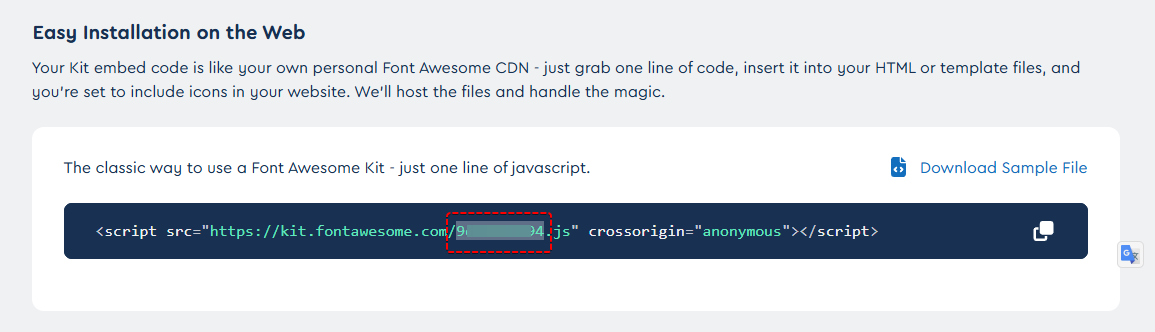 Easy Installation on the Web
Your Kit embed code is like your own personal Font Awesome CDN - just grab one line of code, insert it into your HTML or template files, and
you're set to include icons in your website. We'll host the files and handle the magic.
The classic way to use a Font Awesome Kit - just one line of javascript.
Download Sample File
<script src="https://kit.fontawesome.com/9 94.js" crossorigin="anonymous"></script>